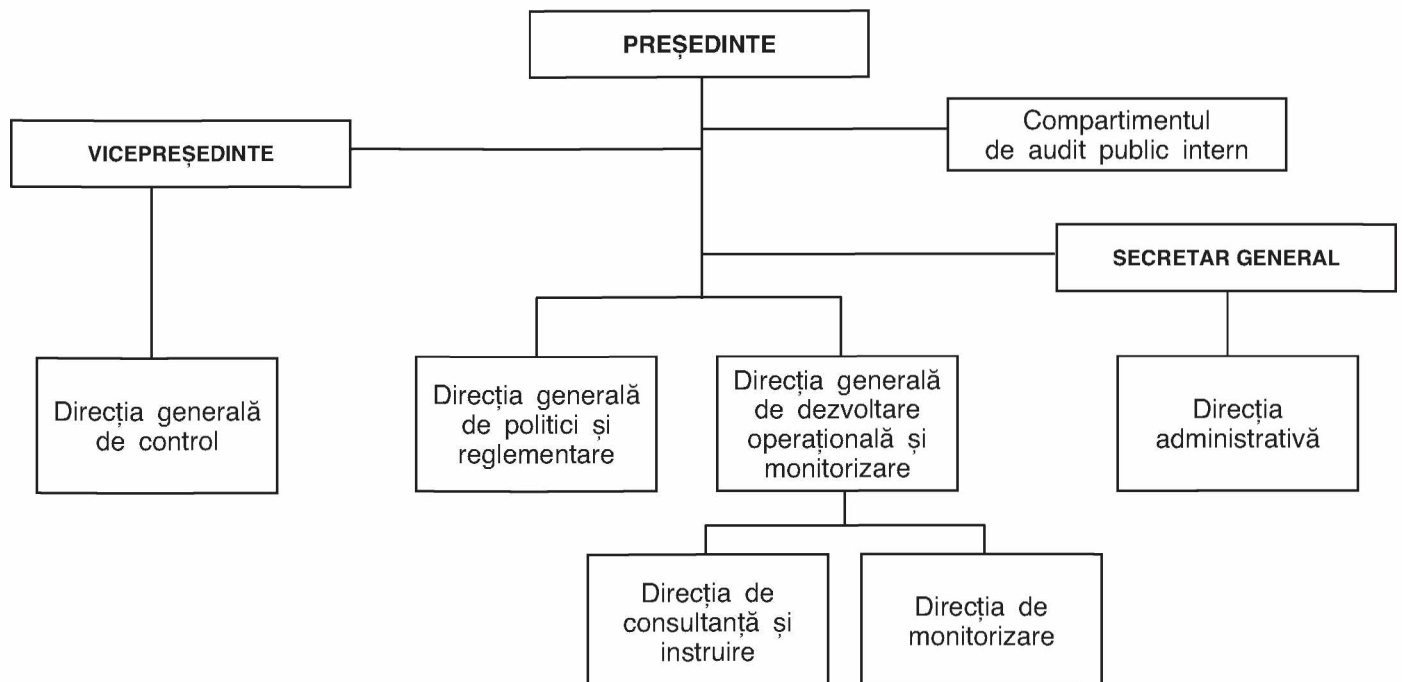 PREȘEDINTE
Compartimentul
de audit public intern
VICEPREȘEDINTE
SECRETAR GENERAL
Direcția generală
de control
Direcția generală
de politici și
reglementare
Direcția generală
de dezvoltare
operațională și
monitorizare
Direcția
administrativă
Direcția de
consultanță și
instruire
Direcția de
monitorizare